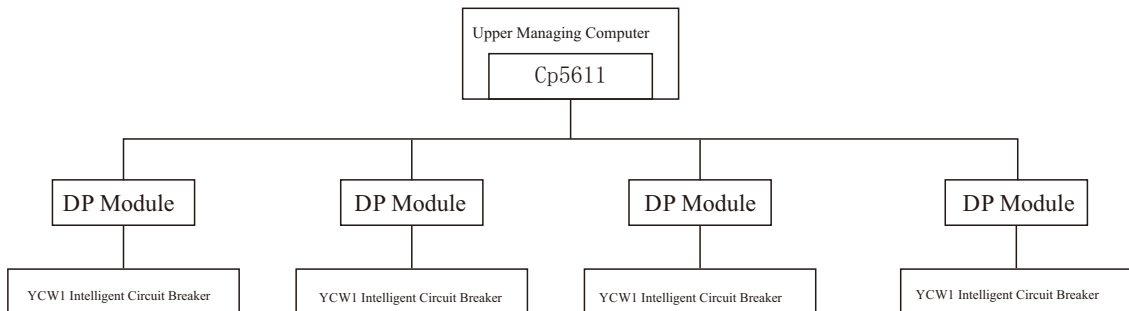 Upper Managing Computer
Cp5611
DP Module
DP Module
DP Module
DP Module
YCW1 Intelligent Circuit Breaker
YCW1 Intelligent Circuit Breaker
YCW1 Intelligent Circuit Breaker
YCW1 Intelligent Circuit Breaker